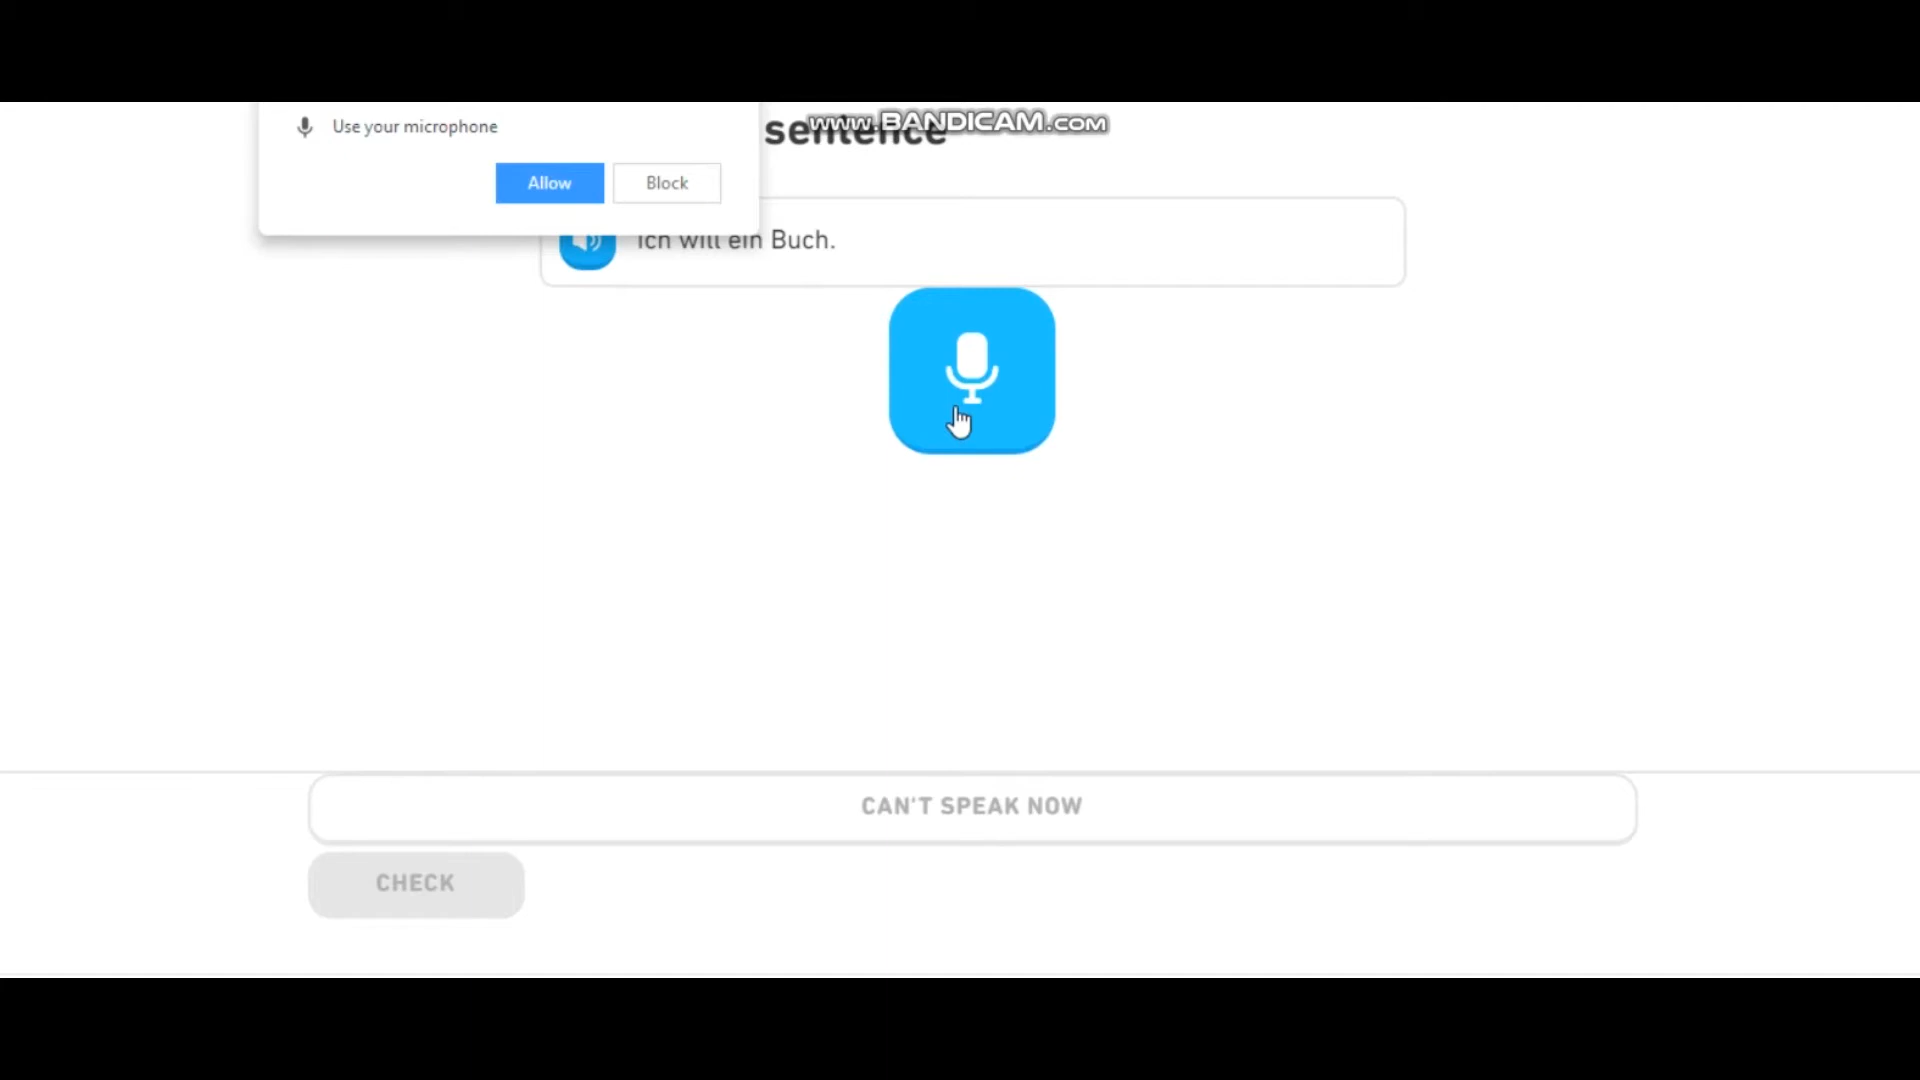 Use your microphone
sentence
www.BANDICAM.com
Allow
Block
Ich will ein Buch.
CAN'T SPEAK NOW
CHECK